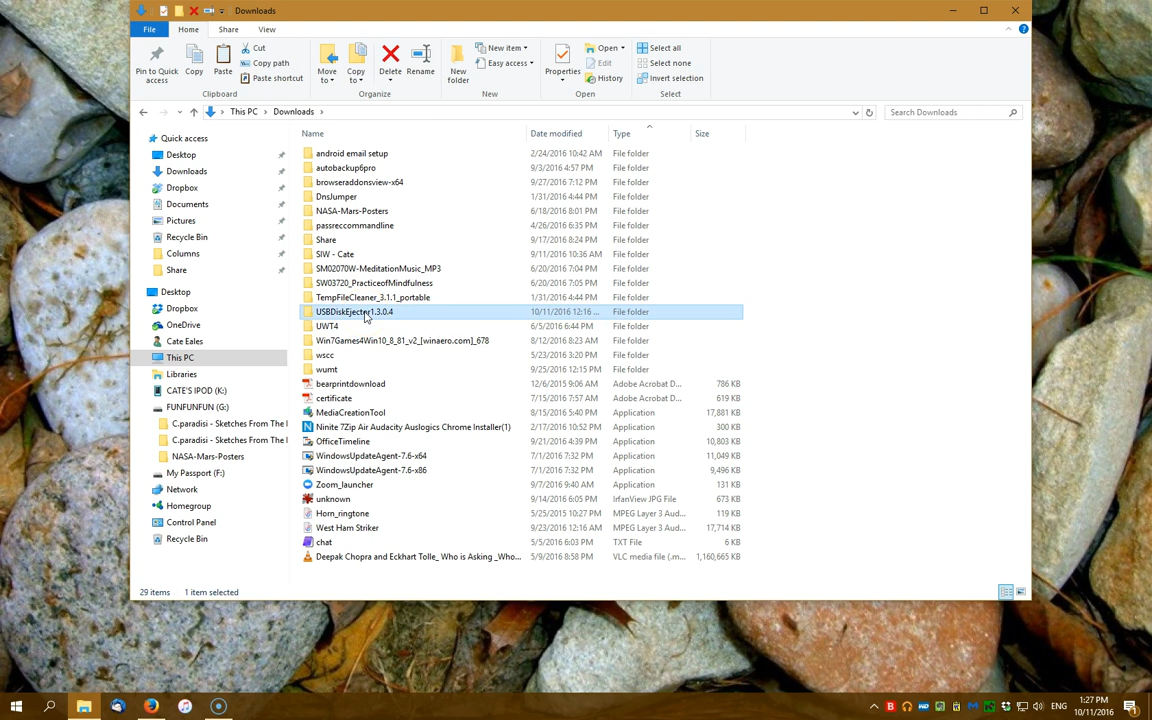 Downloads
File Home Share View
Pin to Quick access
Copy
Paste
Cut
Copy path
Paste shortcut
Clipboard
Move to
Copy to
Delete
Rename
Organize
New folder
New item
Easy access
New
Properties
Open
Edit
History
Open
Select all
Select none
Invert selection
Select
This PC > Downloads >
Search Downloads
Quick access
Desktop
Downloads
Dropbox
Documents
Pictures
Recycle Bin
Columns
Share
Desktop
Dropbox
OneDrive
Cate Eales
This PC
Libraries
CATE'S IPOD (K:)
FUNFUNFUN (G:)
C.paradisi - Sketches From The I
C.paradisi - Sketches From The I
NASA-Mars-Posters
My Passport (F:)
Network
Homegroup
Control Panel
Recycle Bin
Name Date modified Type Size
android email setup 2/24/2016 10:42 AM File folder
autobackup6pro 9/3/2016 4:57 PM File folder
browseraddonsview-x64 9/27/2016 7:12 PM File folder
DnsJumper 1/31/2016 4:44 PM File folder
NASA-Mars-Posters 6/18/2016 8:01 PM File folder
passreccommandline 4/26/2016 6:35 PM File folder
Share 9/17/2016 8:24 PM File folder
SIW - Cate 9/11/2016 10:36 AM File folder
SM02070W-MeditationMusic_MP3 6/20/2016 7:04 PM File folder
SW03720_PracticeofMindfulness 6/20/2016 7:05 PM File folder
TempFileCleaner_3.1.1_portable 1/31/2016 4:44 PM File folder
USBDiskEjector1.3.0.4 10/11/2016 12:16 ... File folder
UWT4 6/5/2016 6:44 PM File folder
Win7Games4Win10_8_81_v2_[winaero.com]_678 8/12/2016 8:23 AM File folder
wscc 5/23/2016 3:20 PM File folder
wumt 9/25/2016 12:15 PM File folder
bearprintdownload 12/6/2015 9:06 AM Adobe Acrobat D... 786 KB
certificate 7/15/2016 7:57 AM Adobe Acrobat D... 619 KB
MediaCreationTool 8/15/2016 5:40 PM Application 17,881 KB
Ninite 7Zip Air Audacity Auslogics Chrome Installer(1) 2/17/2016 10:52 PM Application 300 KB
OfficeTimeline 9/21/2016 4:39 PM Application 10,803 KB
WindowsUpdateAgent-7.6-x64 7/1/2016 7:32 PM Application 11,049 KB
WindowsUpdateAgent-7.6-x86 7/1/2016 7:32 PM Application 9,496 KB
Zoom_launcher 9/7/2016 9:40 AM Application 131 KB
unknown 9/14/2016 6:05 PM IrfanView JPG File 673 KB
Horn_ringtone 5/25/2015 10:27 PM MPEG Layer 3 Aud... 119 KB
West Ham Striker 9/23/2016 12:16 AM MPEG Layer 3 Aud... 17,714 KB
chat 5/5/2016 6:03 PM TXT File 6 KB
Deepak Chopra and Eckhart Tolle_ Who is Asking _Who... 5/9/2016 8:58 PM VLC media file (.m... 1,160,665 KB
29 items 1 item selected
ENG
1:27 PM
10/11/2016